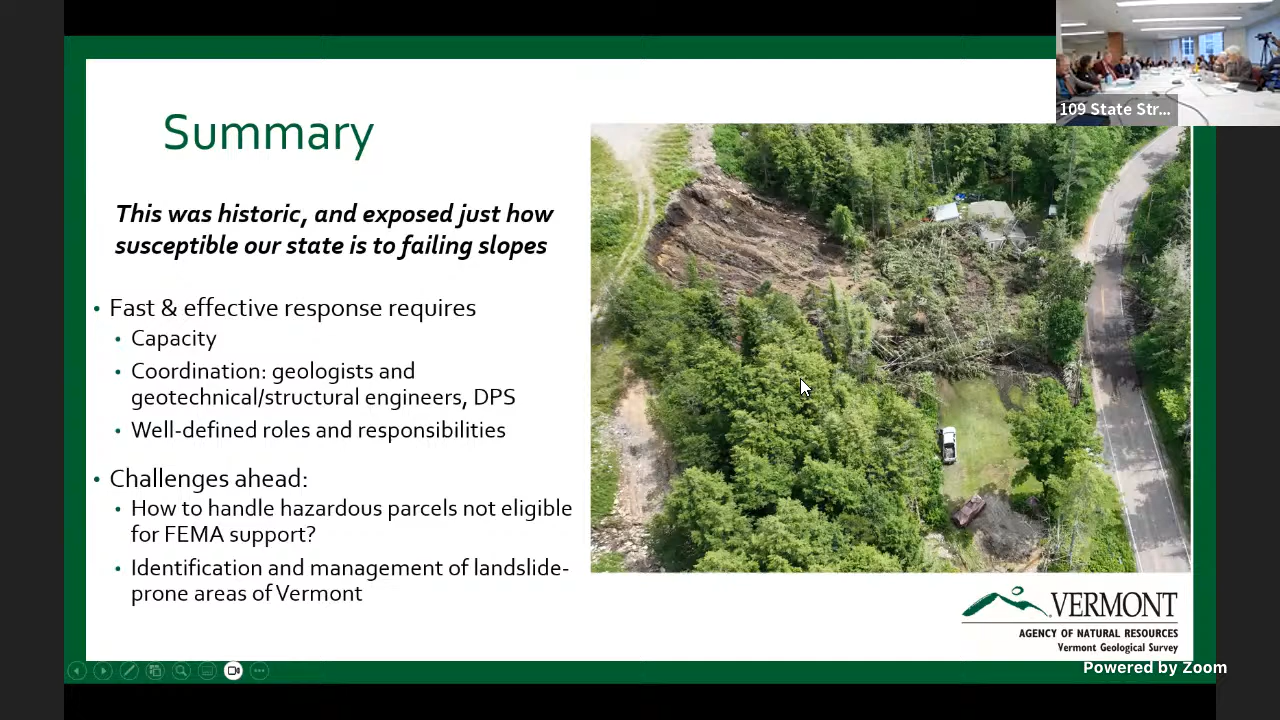 109 State Str...
Summary
This was historic, and exposed just how
susceptible our state is to failing slopes
• Fast & effective response requires
• Capacity
• Coordination: geologists and
geotechnical/structural engineers, DPS
• Well-defined roles and responsibilities
• Challenges ahead:
• How to handle hazardous parcels not eligible
for FEMA support?
• Identification and management of landslide-
prone areas of Vermont
VERMONT
AGENCY OF NATURAL RESOURCES
Vermont Geological Survey
Powered by Zoom